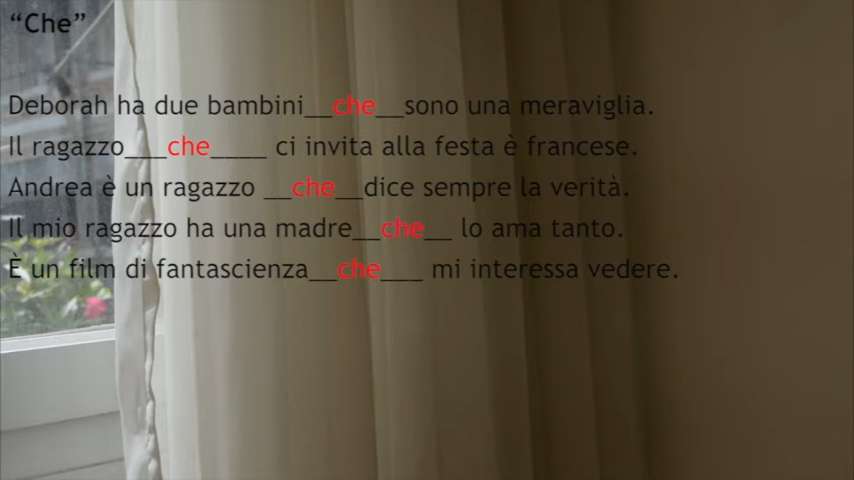 “Che”
Deborah ha due bambini__che__sono una meraviglia.
Il ragazzo___che____ ci invita alla festa è francese.
Andrea è un ragazzo __che__dice sempre la verità.
Il mio ragazzo ha una madre__che__ lo ama tanto.
È un film di fantascienza__che___ mi interessa vedere.